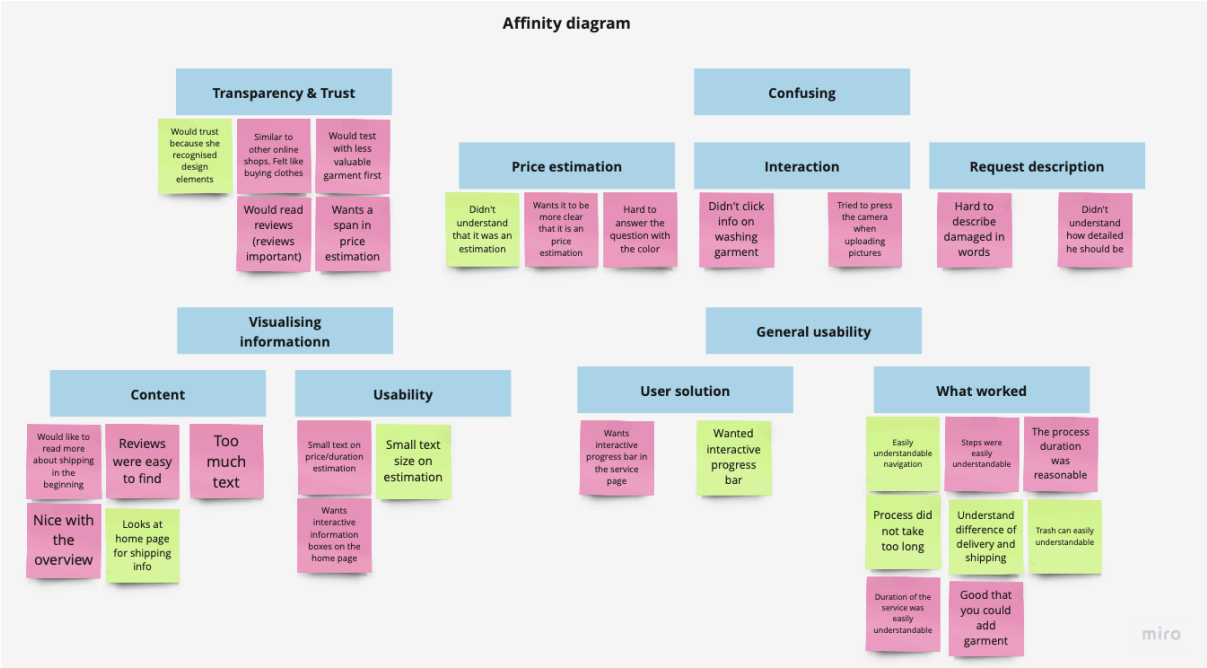 Affinity diagram
Transparency & Trust
Would trust
because she
recognised
design
elements
Similar to
other online
shops. Felt like
buying clothes
Would test
with less
valuable
garment first
Would read
reviews
(reviews
important)
Wants a
span in
price
estimation
Confusing
Price estimation
Didn't
understand
that it was an
estimation
Wants it to be
more clear
that it is an
price
estimation
Hard to
answer the
question with
the color
Interaction
Didn't click
info on
washing
garment
Tried to press
the camera
when
uploading
pictures
Request description
Hard to
describe
damaged in
words
Didn't
understand
how detailed
he should be
Visualising
informationn
Content
Would like to
read more
about shipping
in the
beginning
Reviews
were easy
to find
Too
much
text
Nice with
the
overview
Looks at
home page
for shipping
info
Usability
Small text on
price/duration
estimation
Small text
size on
estimation
Wants
interactive
information
boxes on the
home page
General usability
User solution
Wants
interactive
progress bar in
the service
page
Wanted
interactive
progress
bar
What worked
Easily
understandable
navigation
Steps were
easily
understandable
The process
duration
was
reasonable
Process did
not take
too long
Understand
difference of
delivery and
shipping
Trash can easily
understandable
Duration of the
service was
easily
understandable
Good that
you could
add
garment
miro